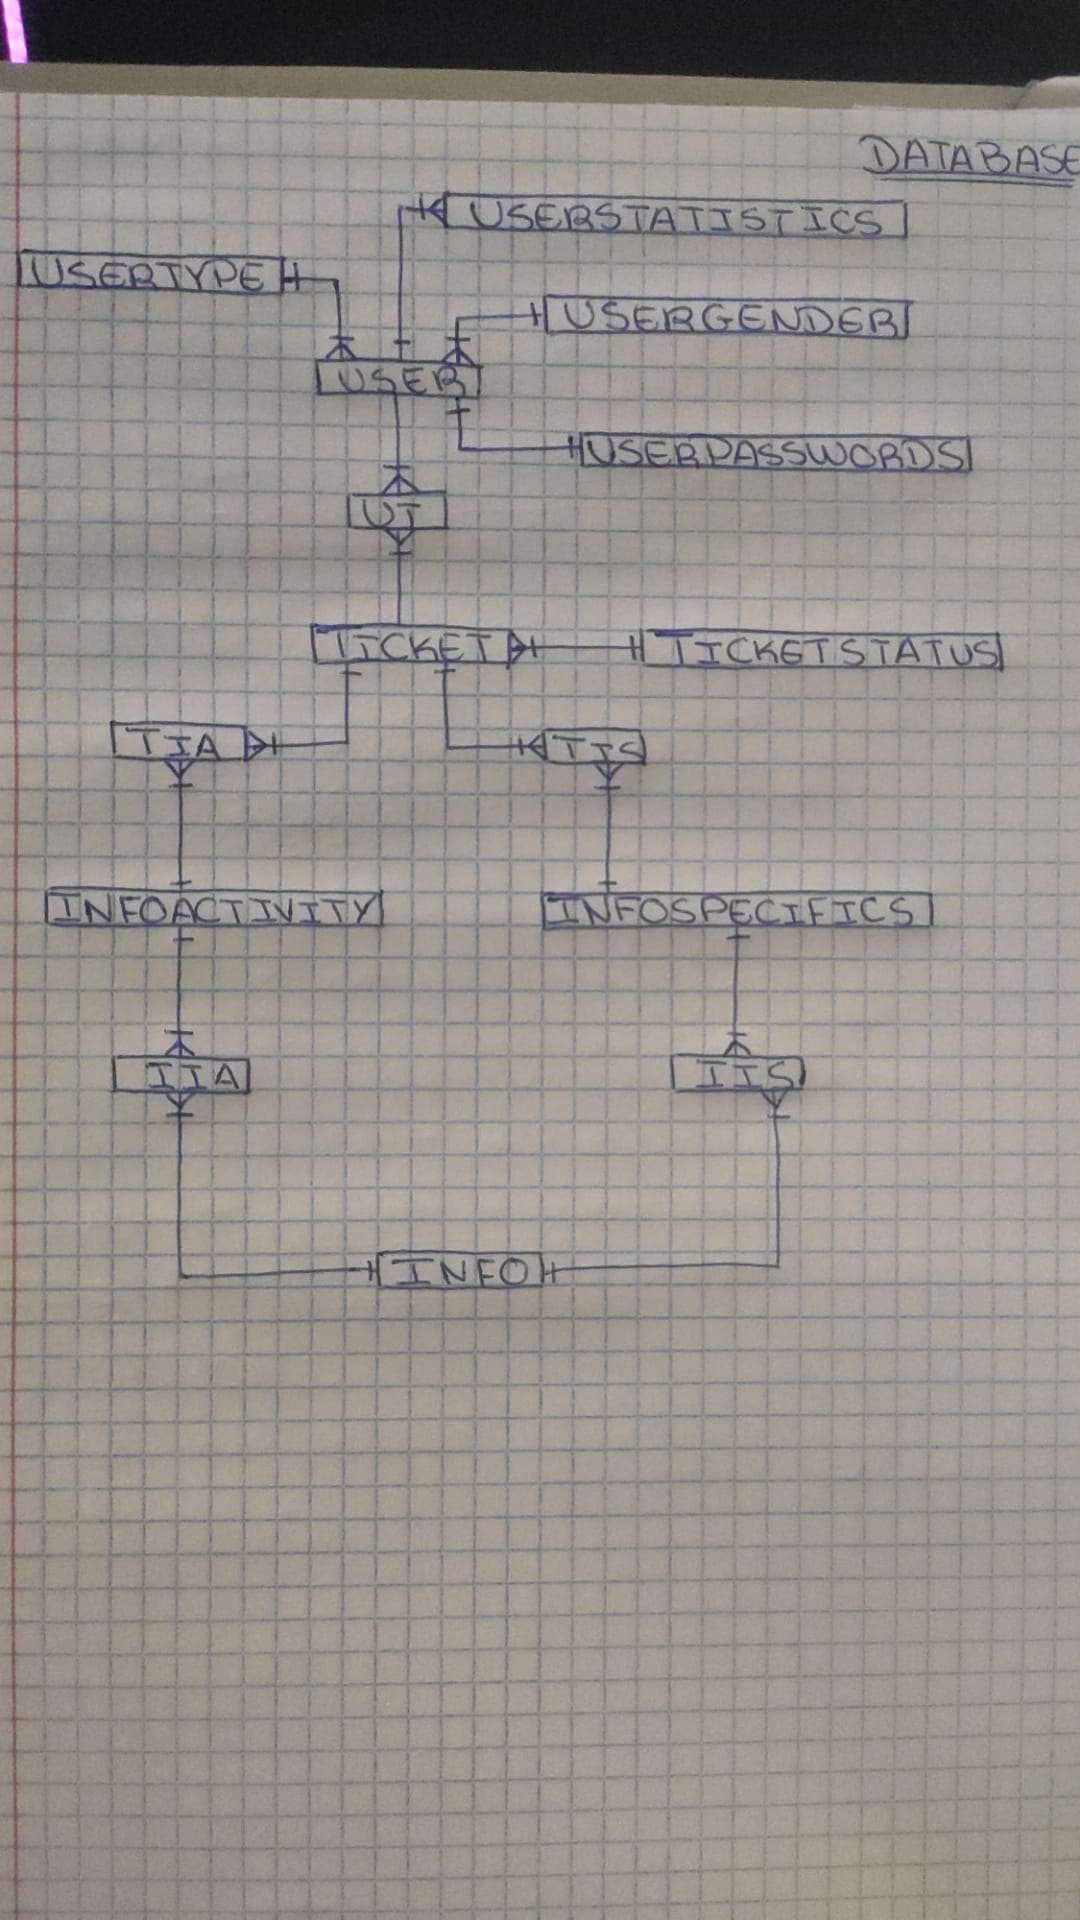 DATABASE
USERSTATISTICS
USERTYPE
USERGENDER
USER
USERPASSWORDS
UT
TICKET
TICKETSTATUS
TIA
TIS
INFOACTIVITY
INFOSPECIFICS
IIA
IIS
INFO